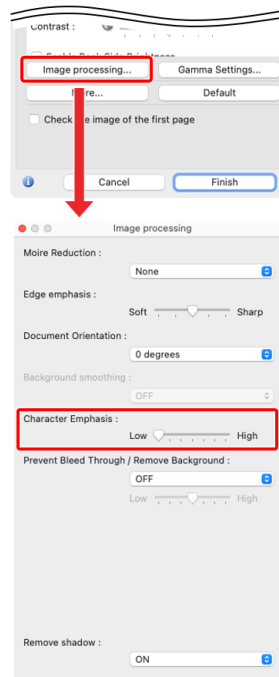 Contrast :
Image processing...
Gamma Settings...
Default
Check
image of the first page
Cancel
Finish
Image processing
Moire Reduction :
None
Edge emphasis :
Soft
Sharp
Document Orientation :
0 degrees
Background smoothing :
OFF
Character Emphasis :
Low
High
Prevent Bleed Through / Remove Background :
OFF
Low
High
Remove shadow :
ON